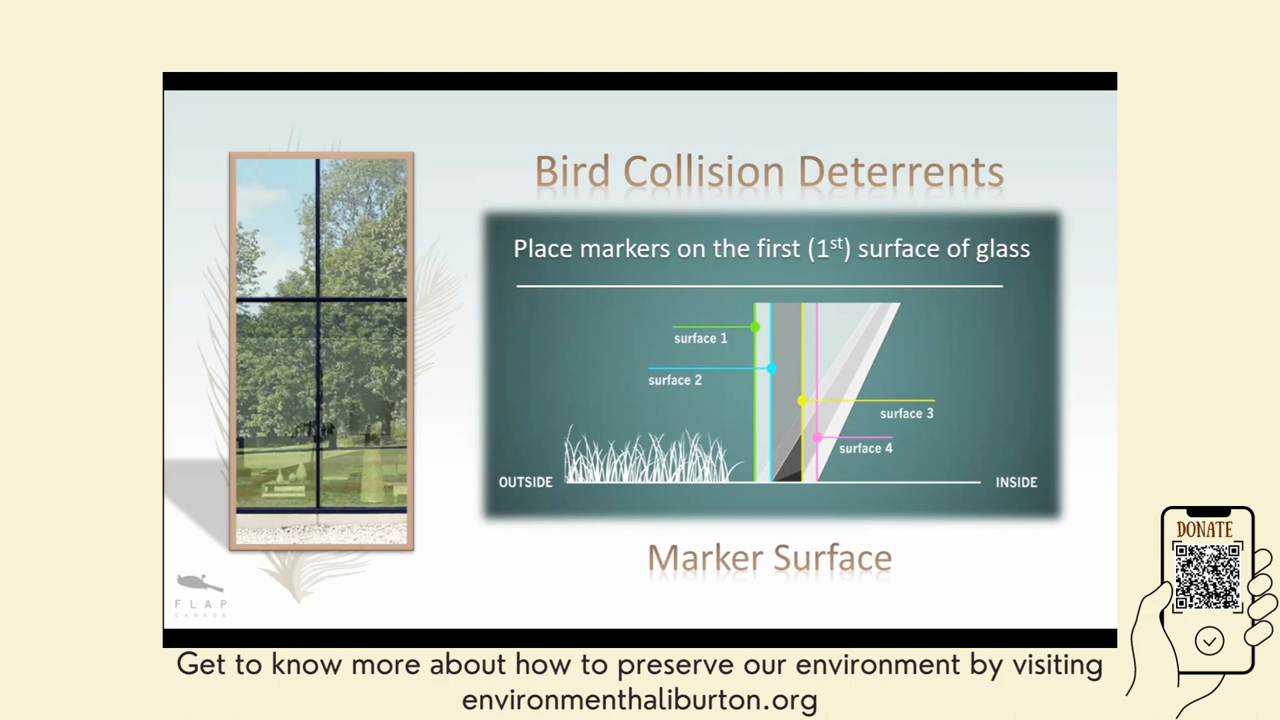 Bird Collision Deterrents
Place markers on the first (1st) surface of glass
surface 1
surface 2
surface 3
surface 4
OUTSIDE
INSIDE
Marker Surface
FLAP
CANADA
DONATE
Get to know more about how to preserve our environment by visiting
environmenthaliburton.org